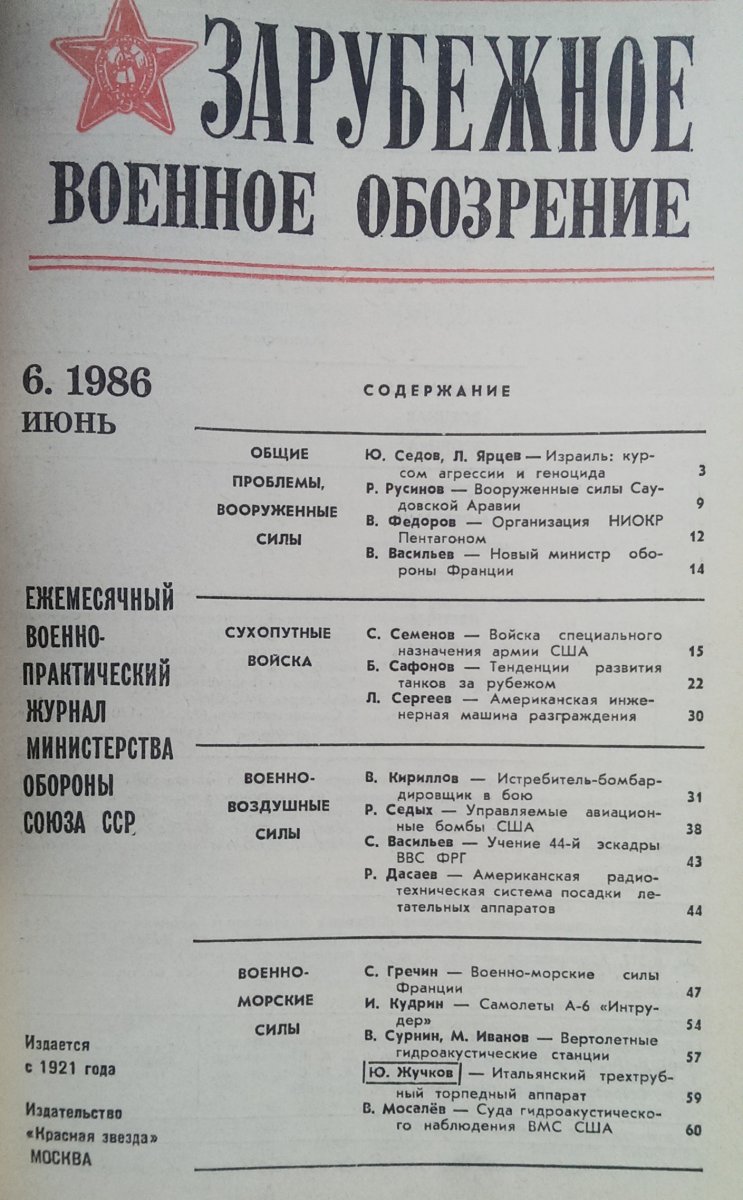 ЗАРУБЕЖНОЕ
ВОЕННОЕ ОБОЗРЕНИЕ
6. 1986
ИЮНЬ
ЕЖЕМЕСЯЧНЫЙ
ВОЕННО-
ПРАКТИЧЕСКИЙ
ЖУРНАЛ
МИНИСТЕРСТВА
ОБОРОНЫ
СОЮЗА ССР
Издается
с 1921 года
Издательство
«Красная звезда»
МОСКВА
СОДЕРЖАНИЕ
ОБЩИЕ
ПРОБЛЕМЫ,
ВООРУЖЕННЫЕ
СИЛЫ
Ю. Седов, Л. Ярцев — Израиль: кур-
сом агрессии и геноцида 3
Р. Русинов — Вооруженные силы Сау-
довской Аравии 9
В. Федоров — Организация НИОКР
Пентагоном 12
В. Васильев — Новый министр обо-
роны Франции 14
СУХОПУТНЫЕ
ВОЙСКА
С. Семенов — Войска специального
назначения армии США 15
Б. Сафонов — Тенденции развития
танков за рубежом 22
Л. Сергеев — Американская инже-
нерная машина разграждения 30
ВОЕННО-
ВОЗДУШНЫЕ
СИЛЫ
В. Кириллов — Истребитель-бомбар-
дировщик в бою 31
Р. Седых — Управляемые авиацион-
ные бомбы США 38
С. Васильев — Учение 44-й эскадры
ВВС ФРГ 43
Р. Дасаев — Американская радио-
техническая система посадки ле-
тательных аппаратов 44
ВОЕННО-
МОРСКИЕ
СИЛЫ
С. Гречин — Военно-морские силы
Франции 47
И. Кудрин — Самолеты А-6 «Интру-
дер» 54
В. Сурнин, М. Иванов — Вертолетные
гидроакустические станции 57
Ю. Жучков — Итальянский трехтруб-
ный торпедный аппарат 59
В. Мосалёв — Суда гидроакустическо-
го наблюдения ВМС США 60